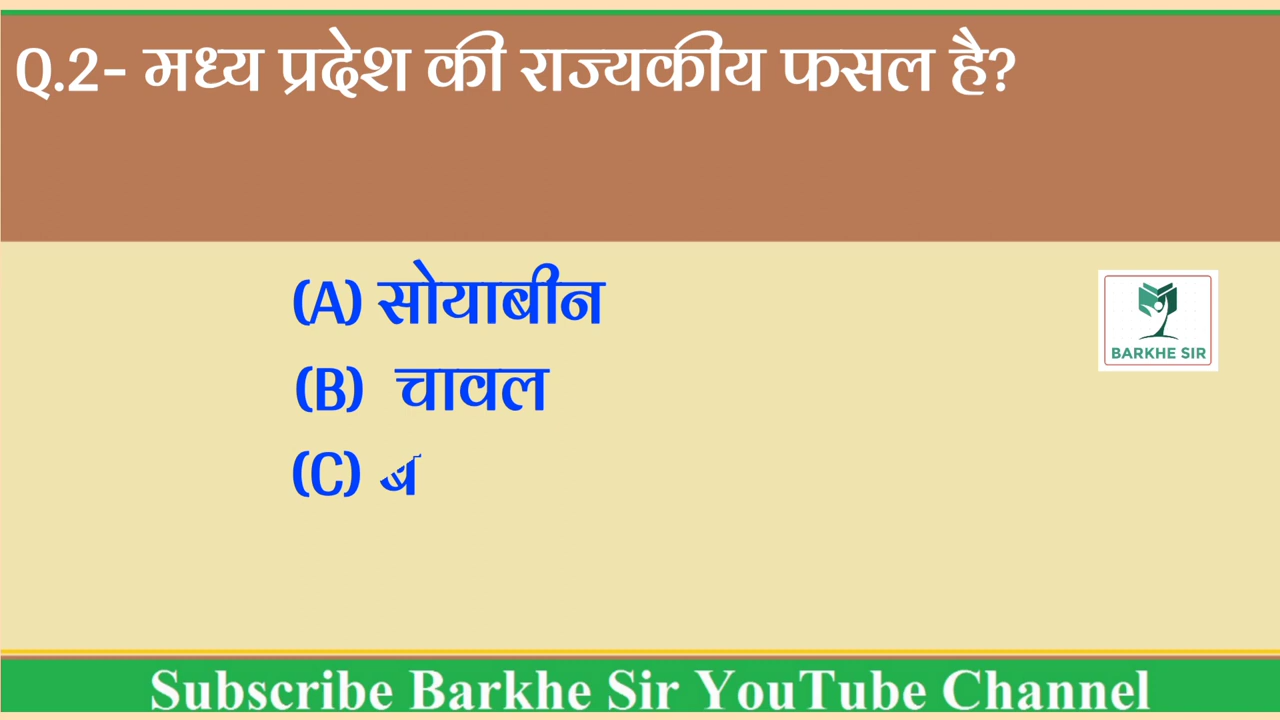 Q.2- मध्य प्रदेश की राज्यकीय फसल है?
(A) सोयाबीन
(B) चावल
(C)
BARKHE SIR
Subscribe Barkhe Sir YouTube Channel